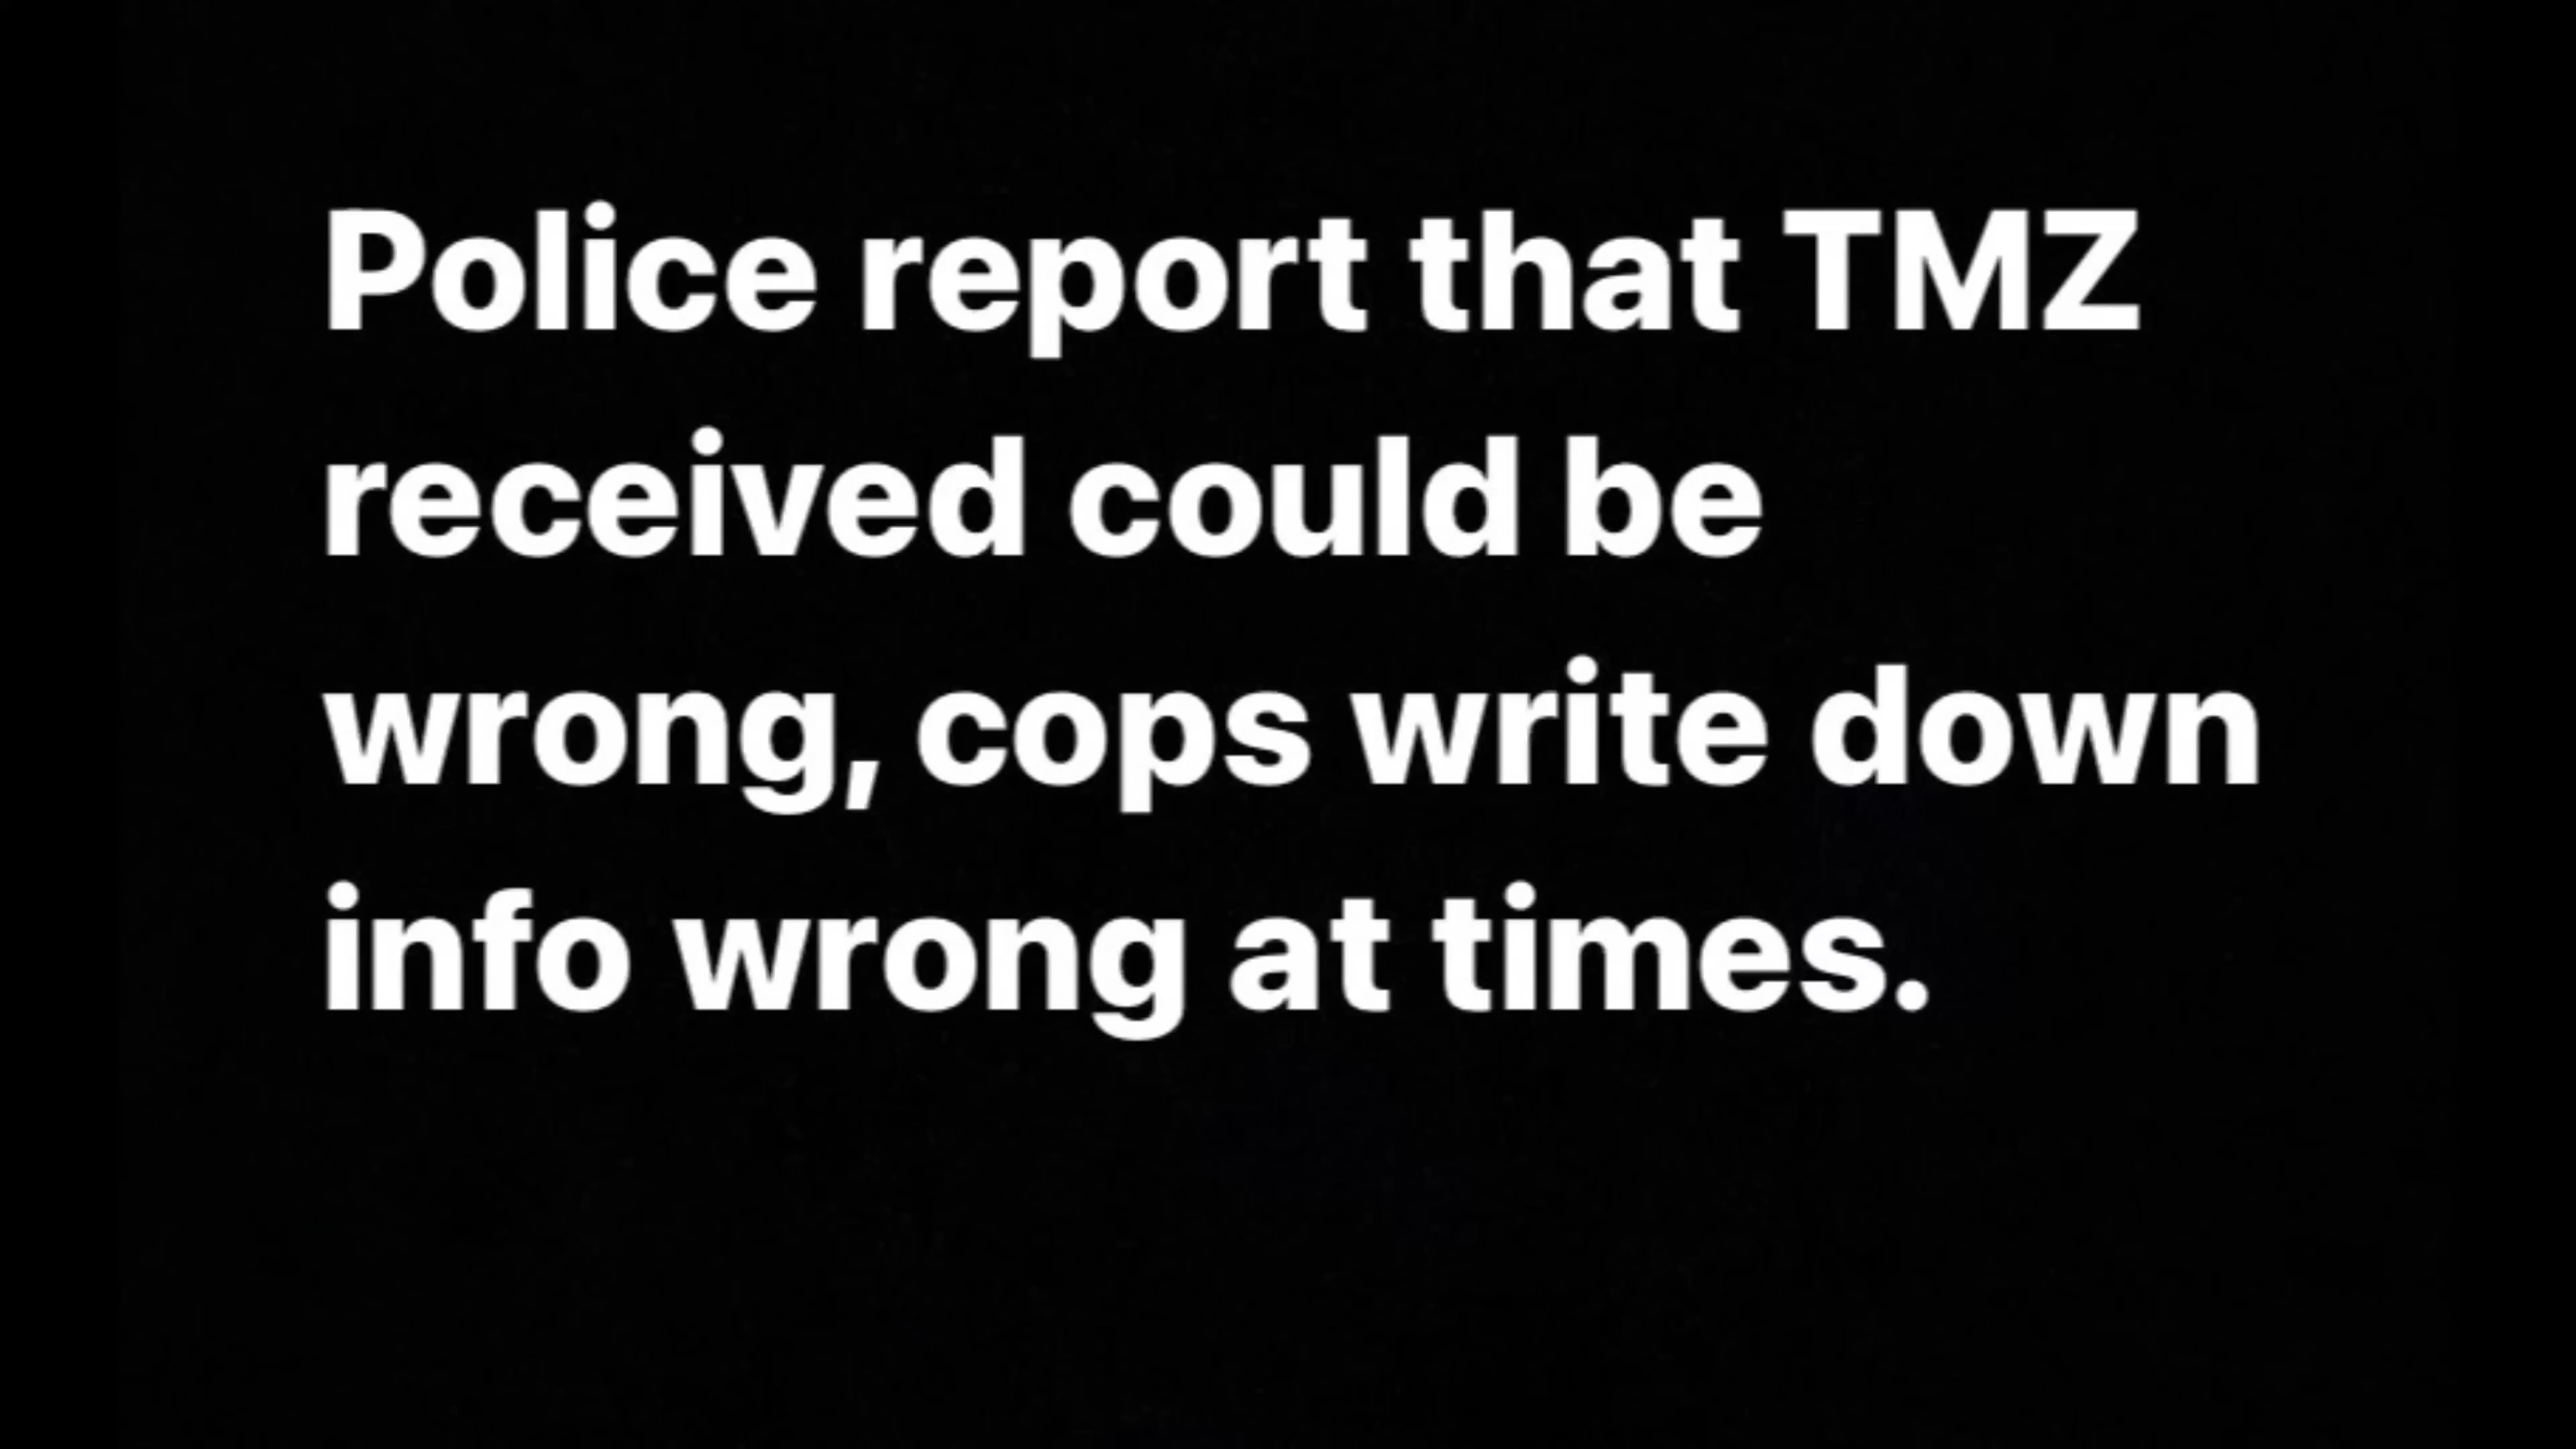 Police report that TMZ
received could be
wrong, cops write down
info wrong at times.